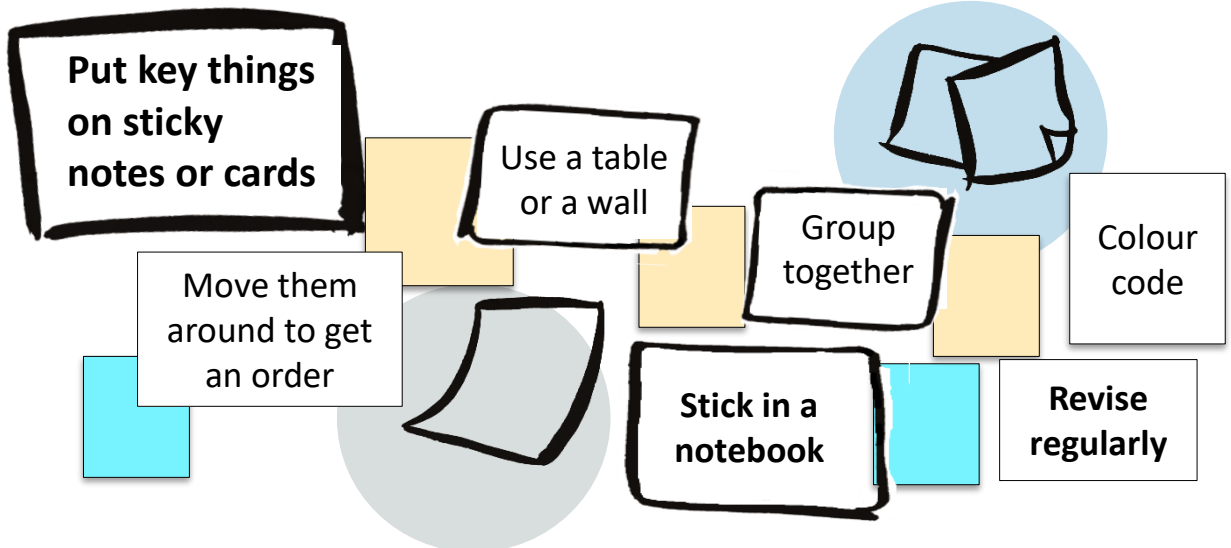 Put key things
on sticky
notes or cards
Use a table
or a wall
Group
together
Colour
code
Move them
around to get
an order
Stick in a
notebook
Revise
regularly